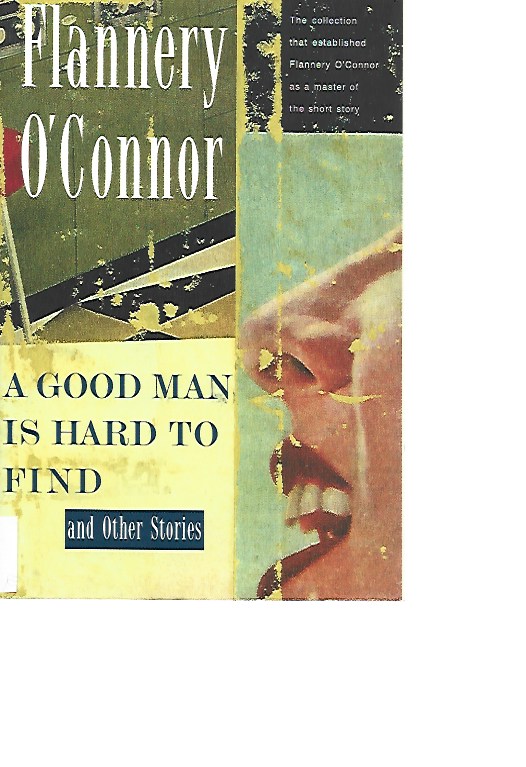 Flannery
O'Connor
The collection
that established
Flannery O'Connor
as a master of
the short story
A GOOD MAN
IS HARD TO
FIND
and Other Stories